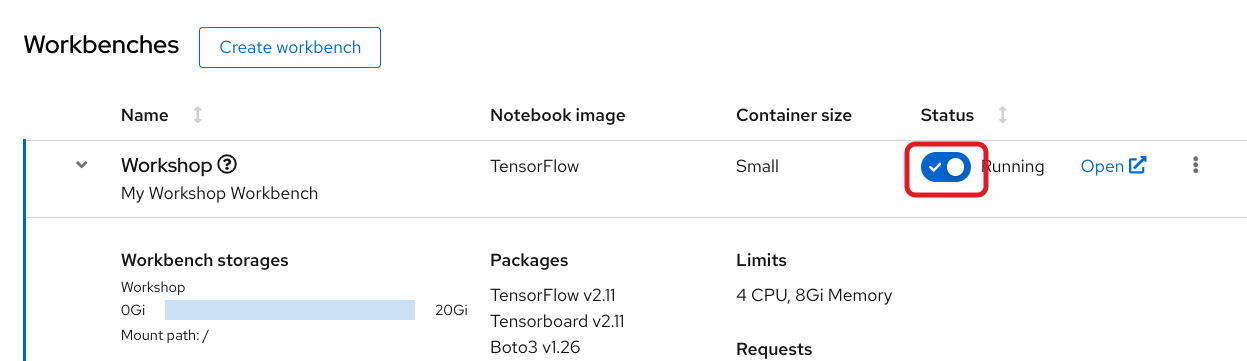 Workbenches
Create workbench
Name
Notebook image
Container size
Status
Workshop
TensorFlow
Small
Running
Open
My Workshop Workbench
Workbench storages
Packages
Limits
Workshop
TensorFlow v2.11
4 CPU, 8Gi Memory
0Gi
20Gi
Tensorboard v2.11
Mount path: /
Boto3 v1.26
Requests